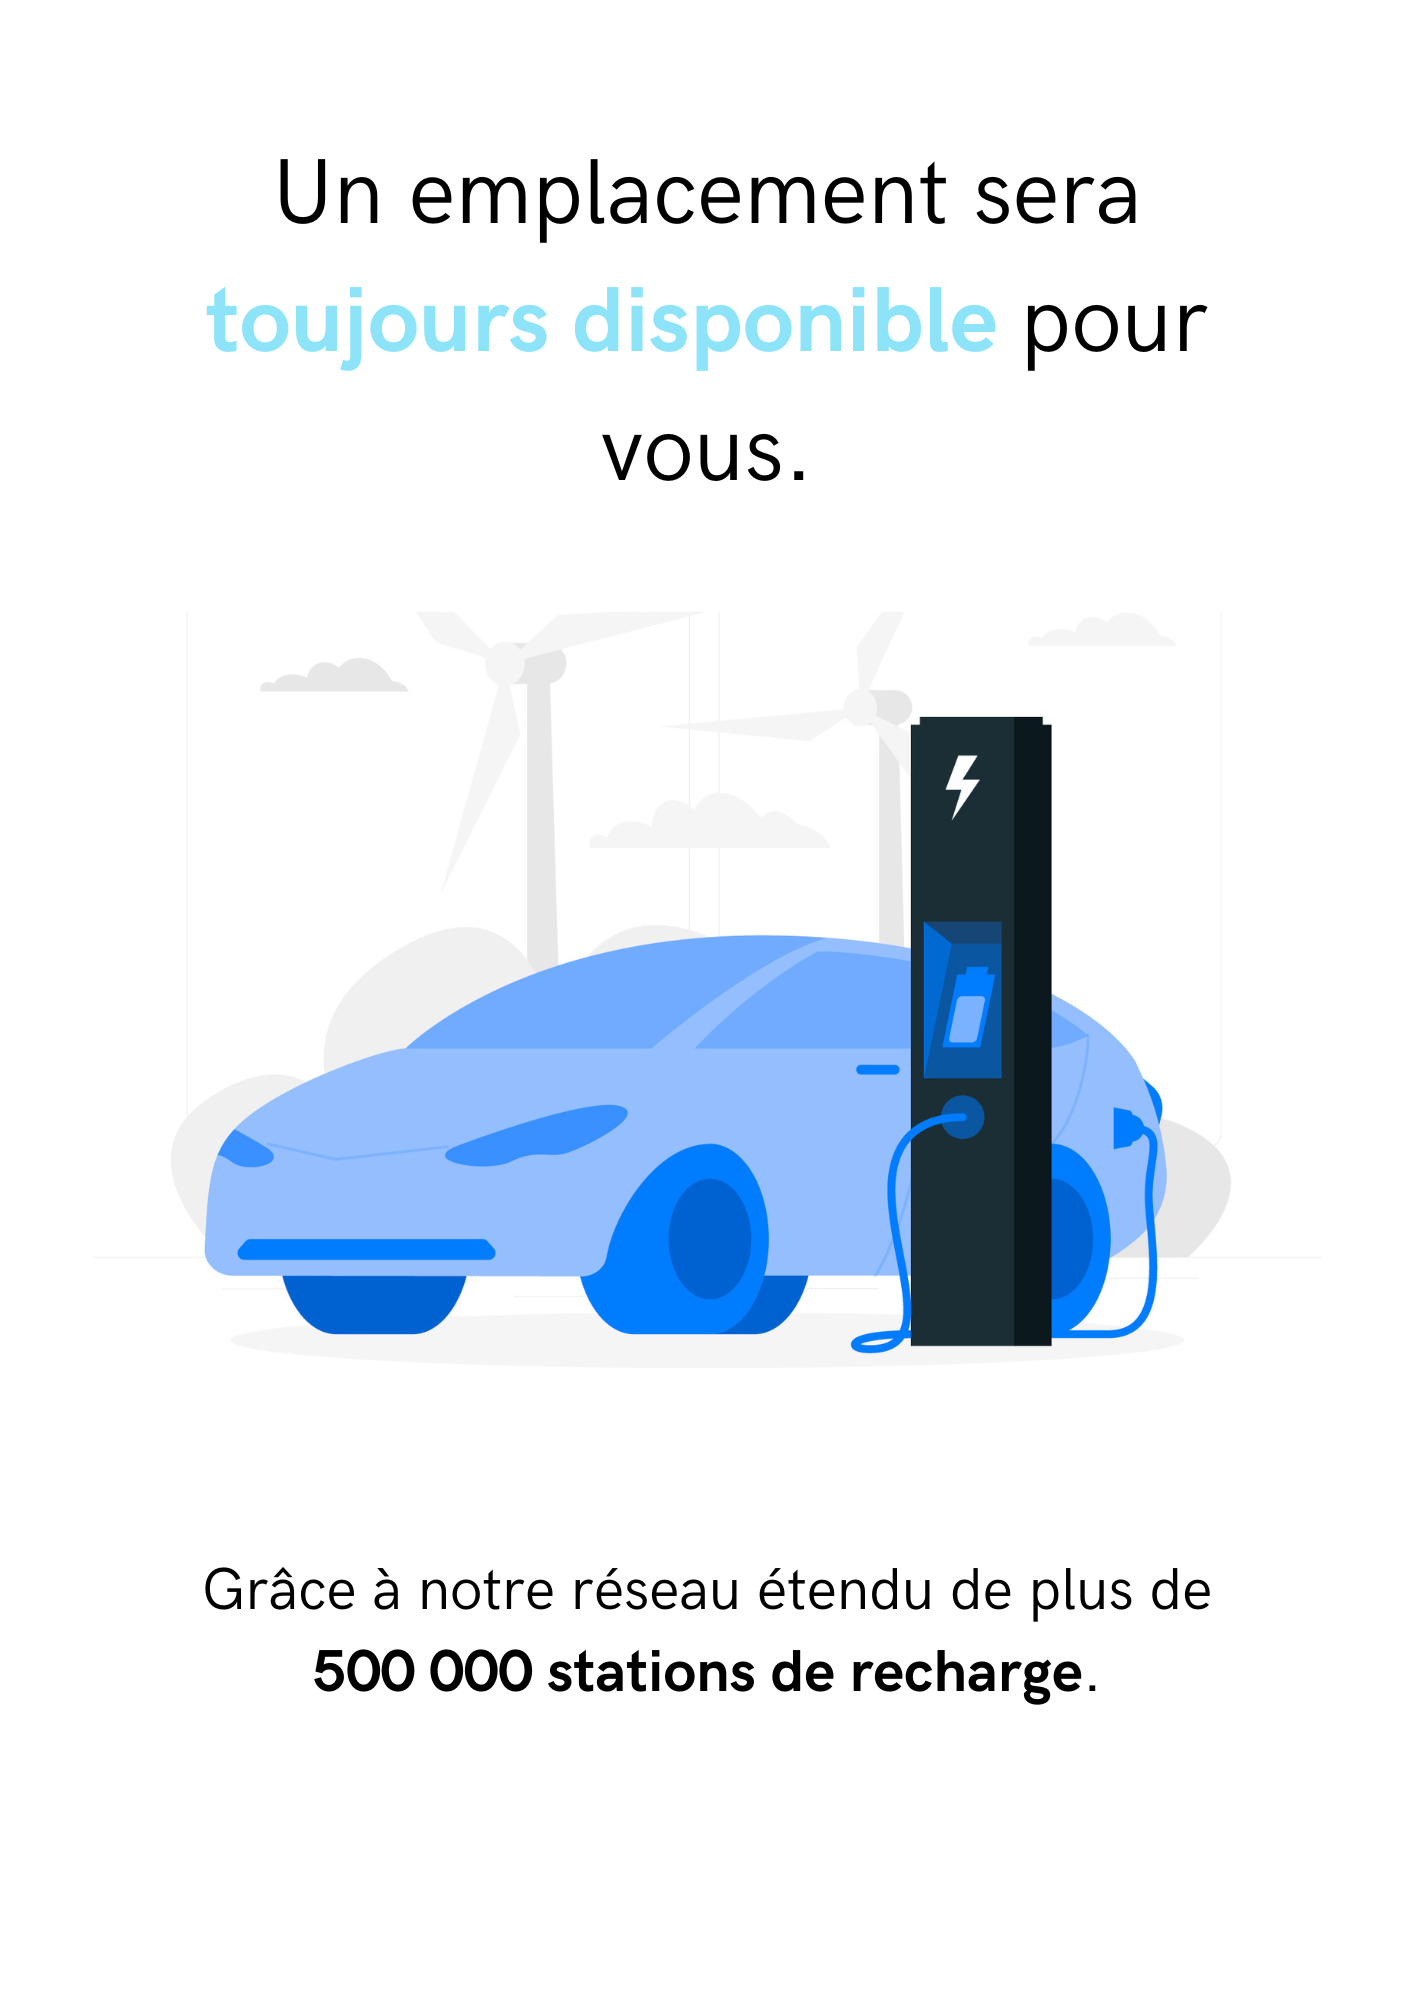 Un emplacement sera
toujours disponible pour
vous.
Grâce à notre réseau étendu de plus de
500 000 stations de recharge.